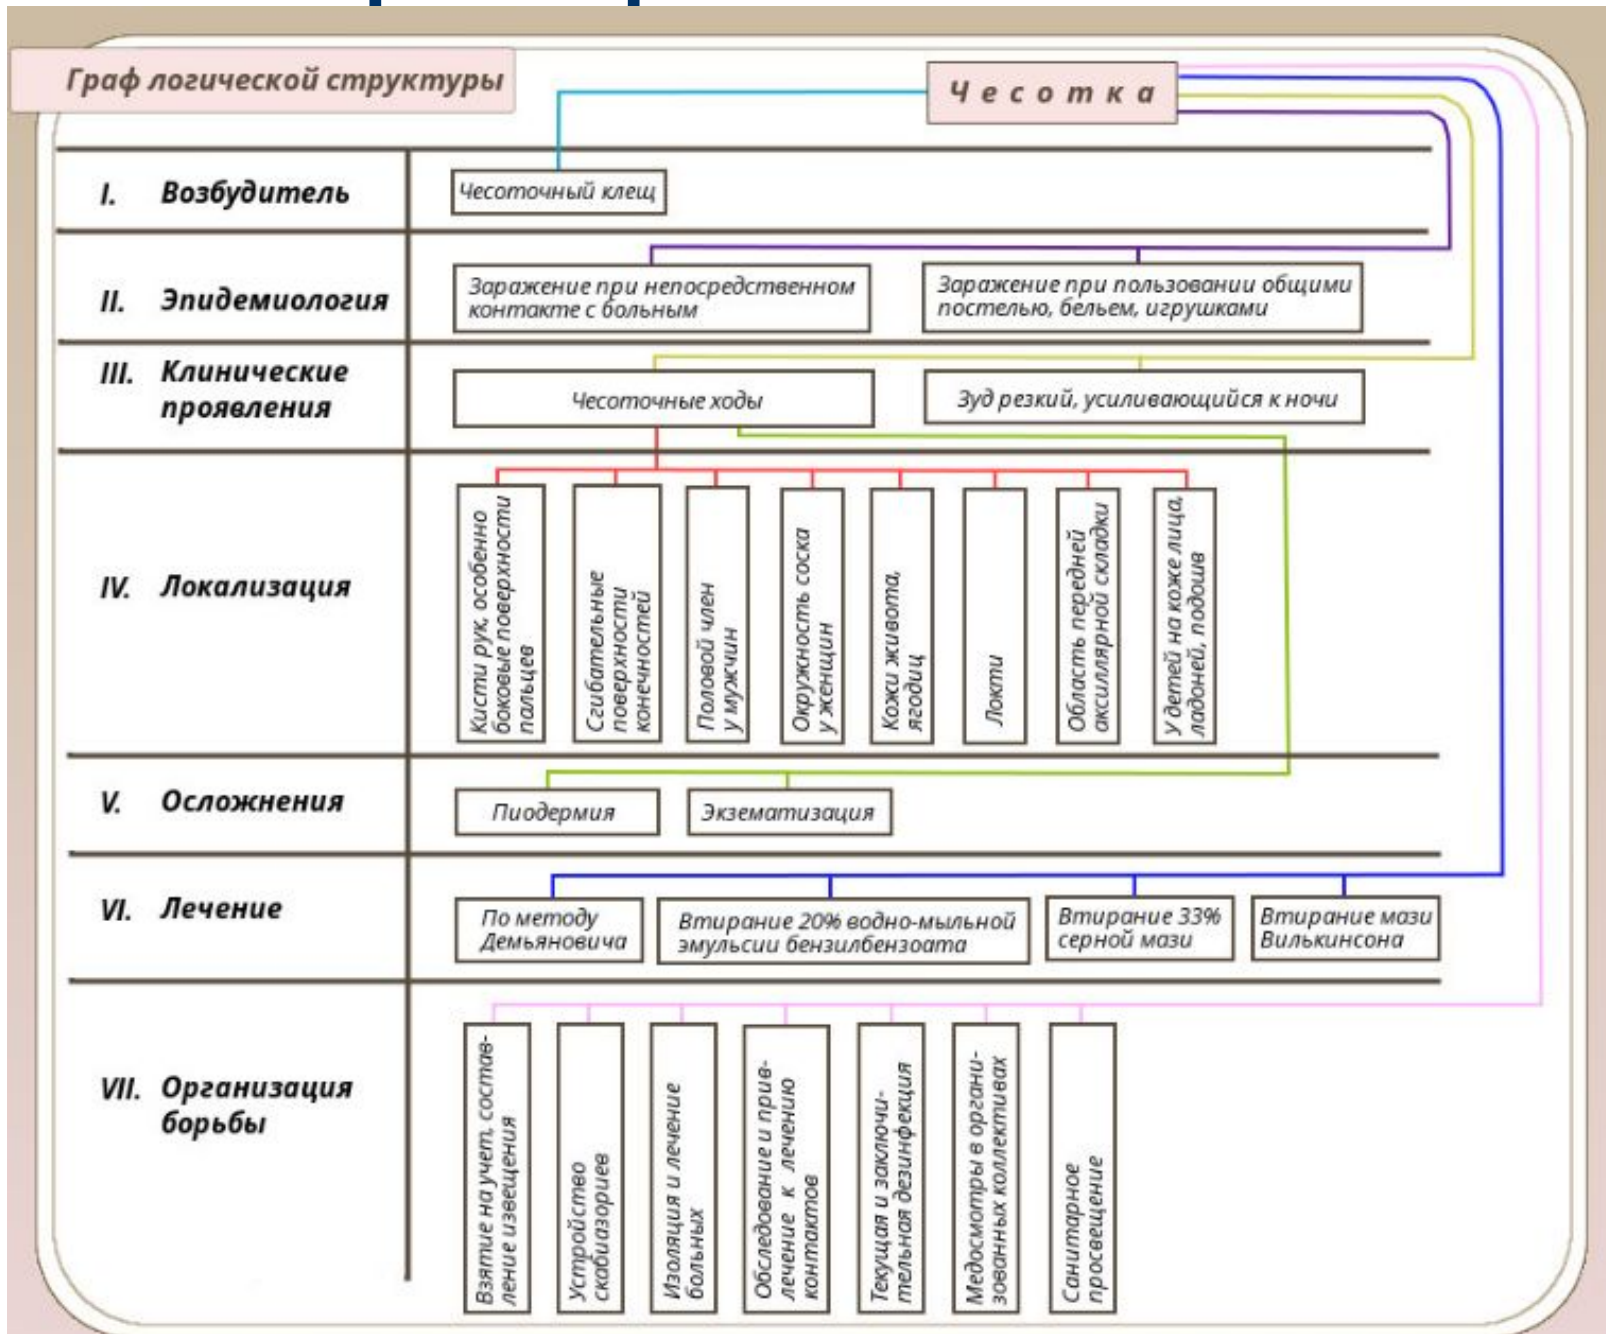 Граф логической структуры
Чесотка
I. Возбудитель
Чесоточный клещ
II. Эпидемиология
Заражение при непосредственном
контакте с больным
Заражение при пользовании общими
постелью, бельем, игрушками
III. Клинические
проявления
Чесоточные ходы
Зуд резкий, усиливающийся к ночи
IV. Локализация
Кисти рук, особенно
боковые поверхности
пальцев
Сгибательные
поверхности
конечностей
Половой член
у мужчин
Окружность соска
у женщин
Кожи живота,
ягодиц
Локти
Область передней
аксиллярной складки
У детей на коже лица,
ладоней, подошв
V. Осложнения
Пиодермия
Экзематизация
VI. Лечение
По методу
Демьяновича
Втирание 20% водно-мыльной
эмульсии бензилбензоата
Втирание 33%
серной мази
Втирание мази
Вилькинсона
VII. Организация
борьбы
Взятие на учет, состав-
ление извещения
Устройство
скабиазориев
Изоляция и лечение
больных
Обследование и прив-
лечение к лечению
контактов
Текущая и заключи-
тельная дезинфекция
Медосмотры в органи-
зованных коллективах
Санитарное
просвещение